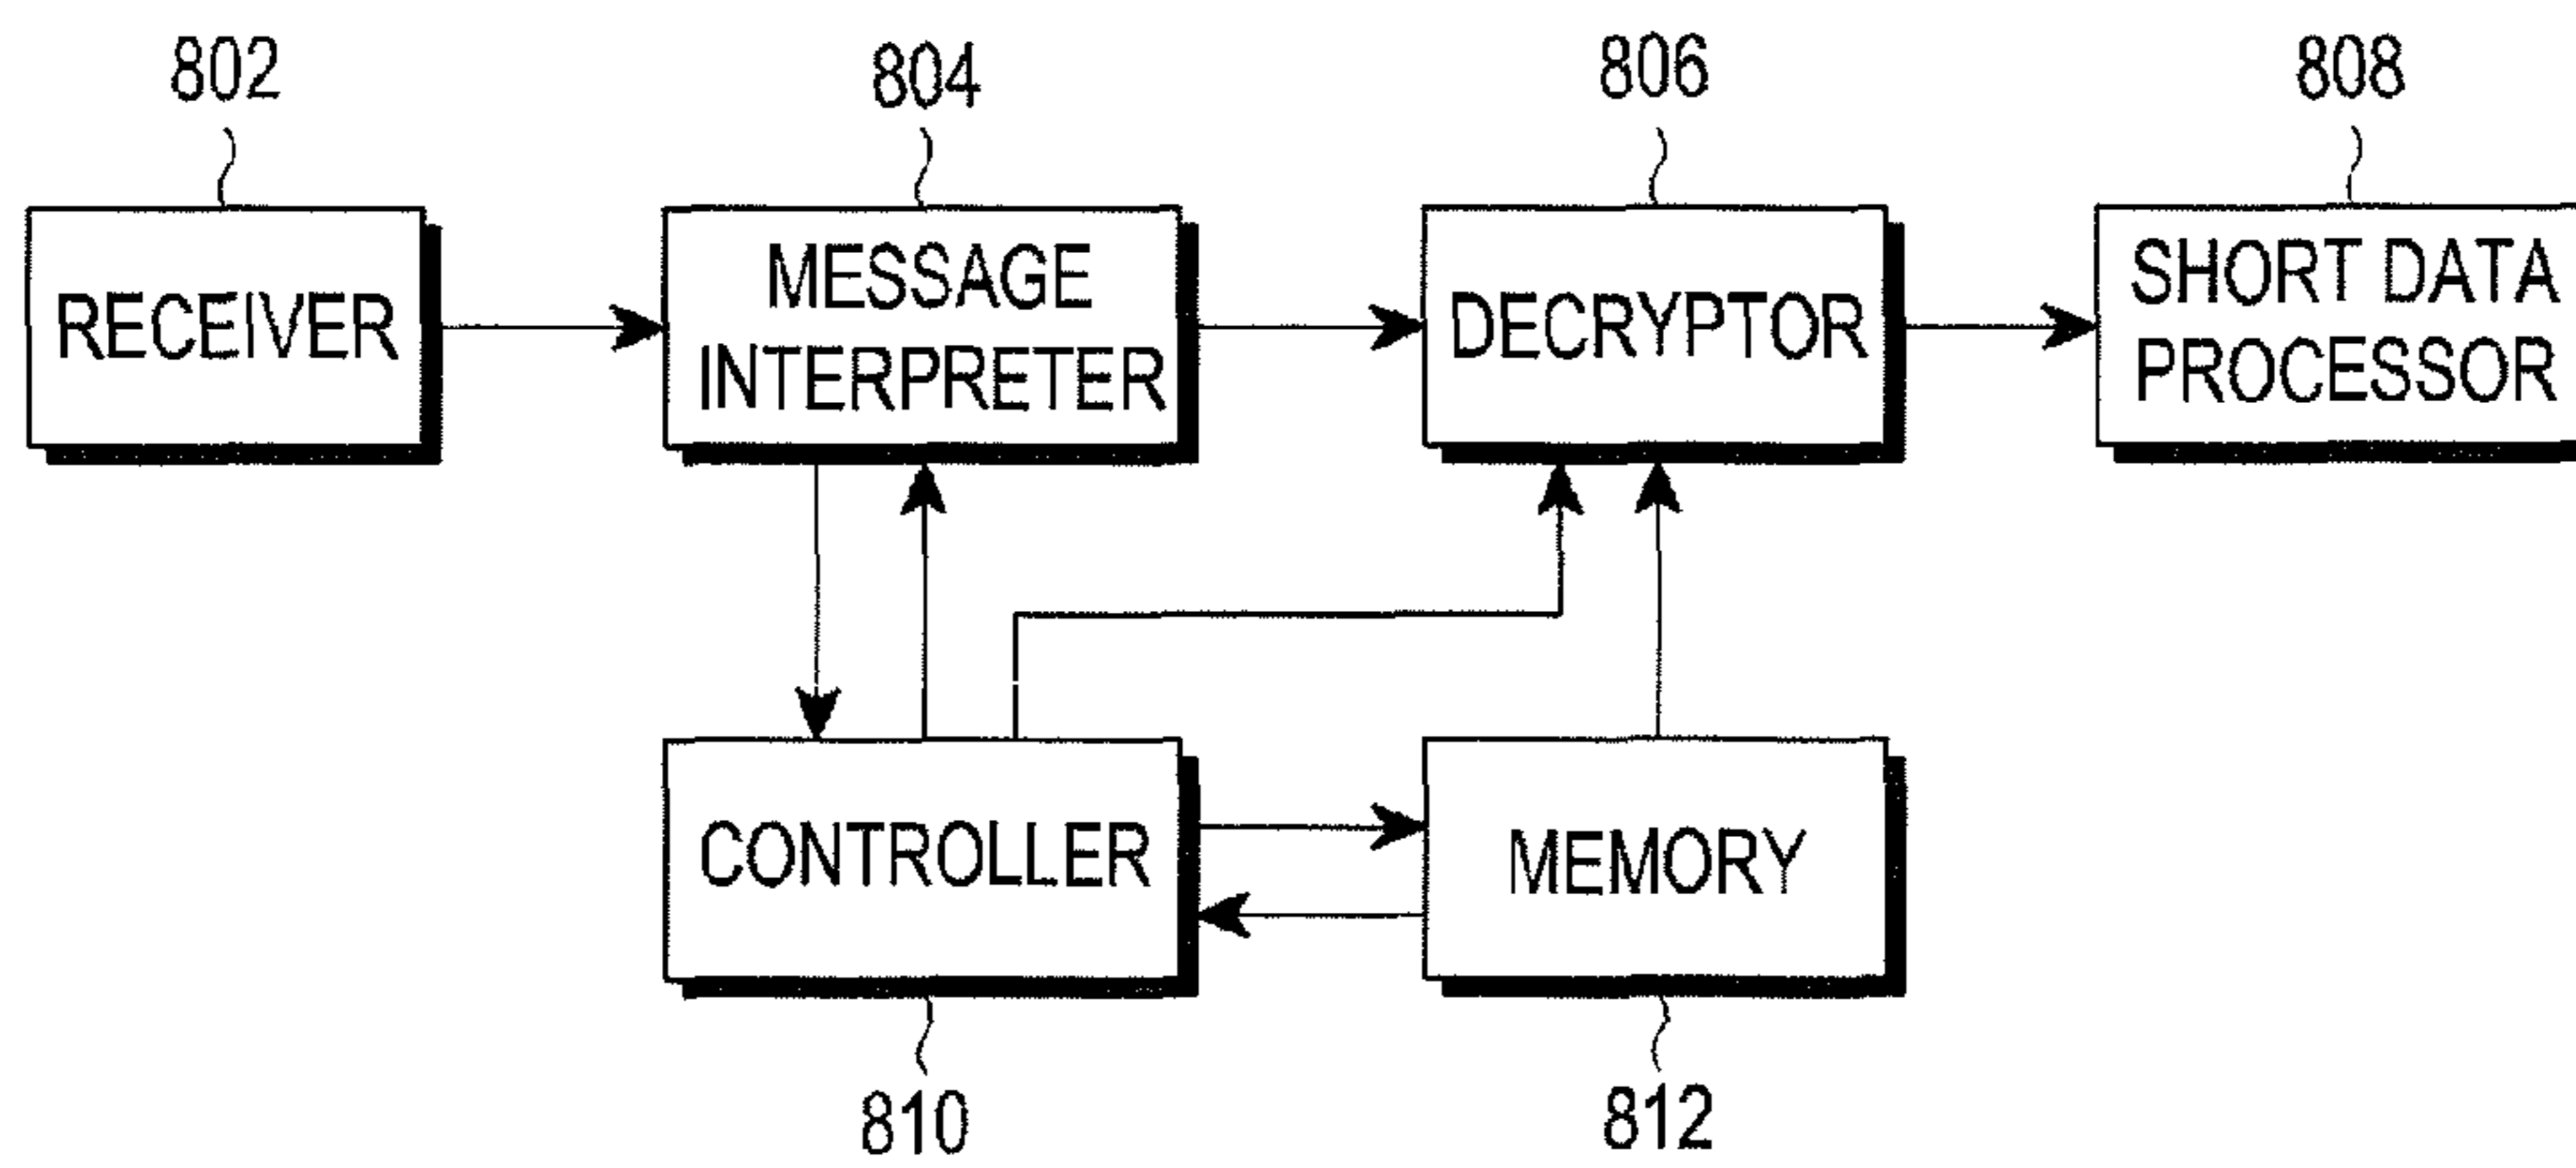 802
804
806
808
RECEIVER
MESSAGE
INTERPRETER
DECRYPTOR
SHORT DATA
PROCESSOR
CONTROLLER
MEMORY
810
812